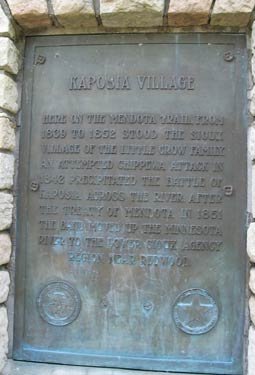 KAPOSIA VILLAGE
HERE ON THE MENDOTA TRAIL FROM
1839 TO 1852 STOOD THE SIOUX
VILLAGE OF THE LITTLE CROW FAMILY
AN ATTEMPTED CHIPPEWA ATTACK IN
1842 PRECIPITATED THE BATTLE OF
KAPOSIA ACROSS THE RIVER AFTER
THE TREATY OF MENDOTA IN 1851
THE BAND MOVED UP THE MINNESOTA
RIVER TO THE LOWER SIOUX AGENCY
REGION NEAR REDWOOD